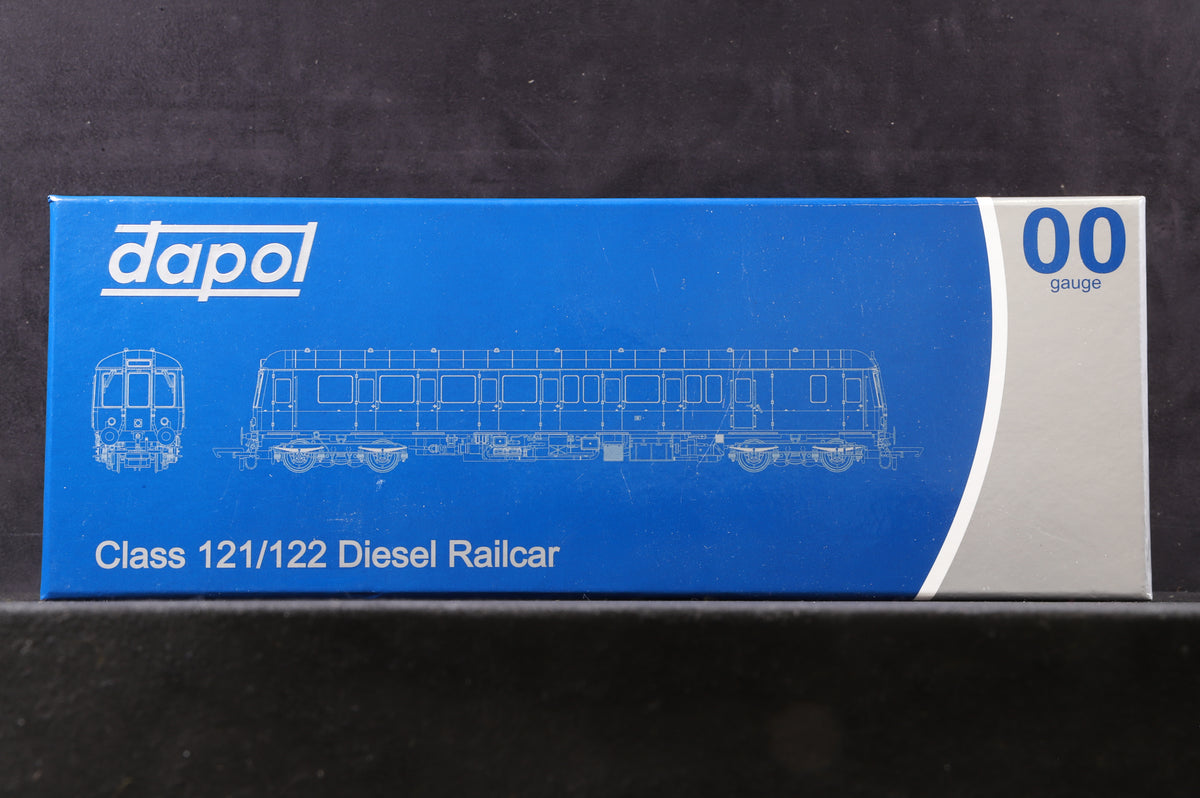 dapol
00
gauge
Class 121/122 Diesel Railcar